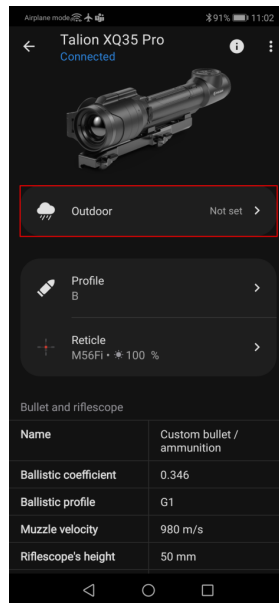 Airplane mode 91% 11:02
Talion XQ35 Pro
Connected
Outdoor Not set
Profile
B
Reticle
M56Fi • 100 %
Bullet and riflescope
Name Custom bullet /
ammunition
Ballistic coefficient 0.346
Ballistic profile G1
Muzzle velocity 980 m/s
Riflescope's height 50 mm